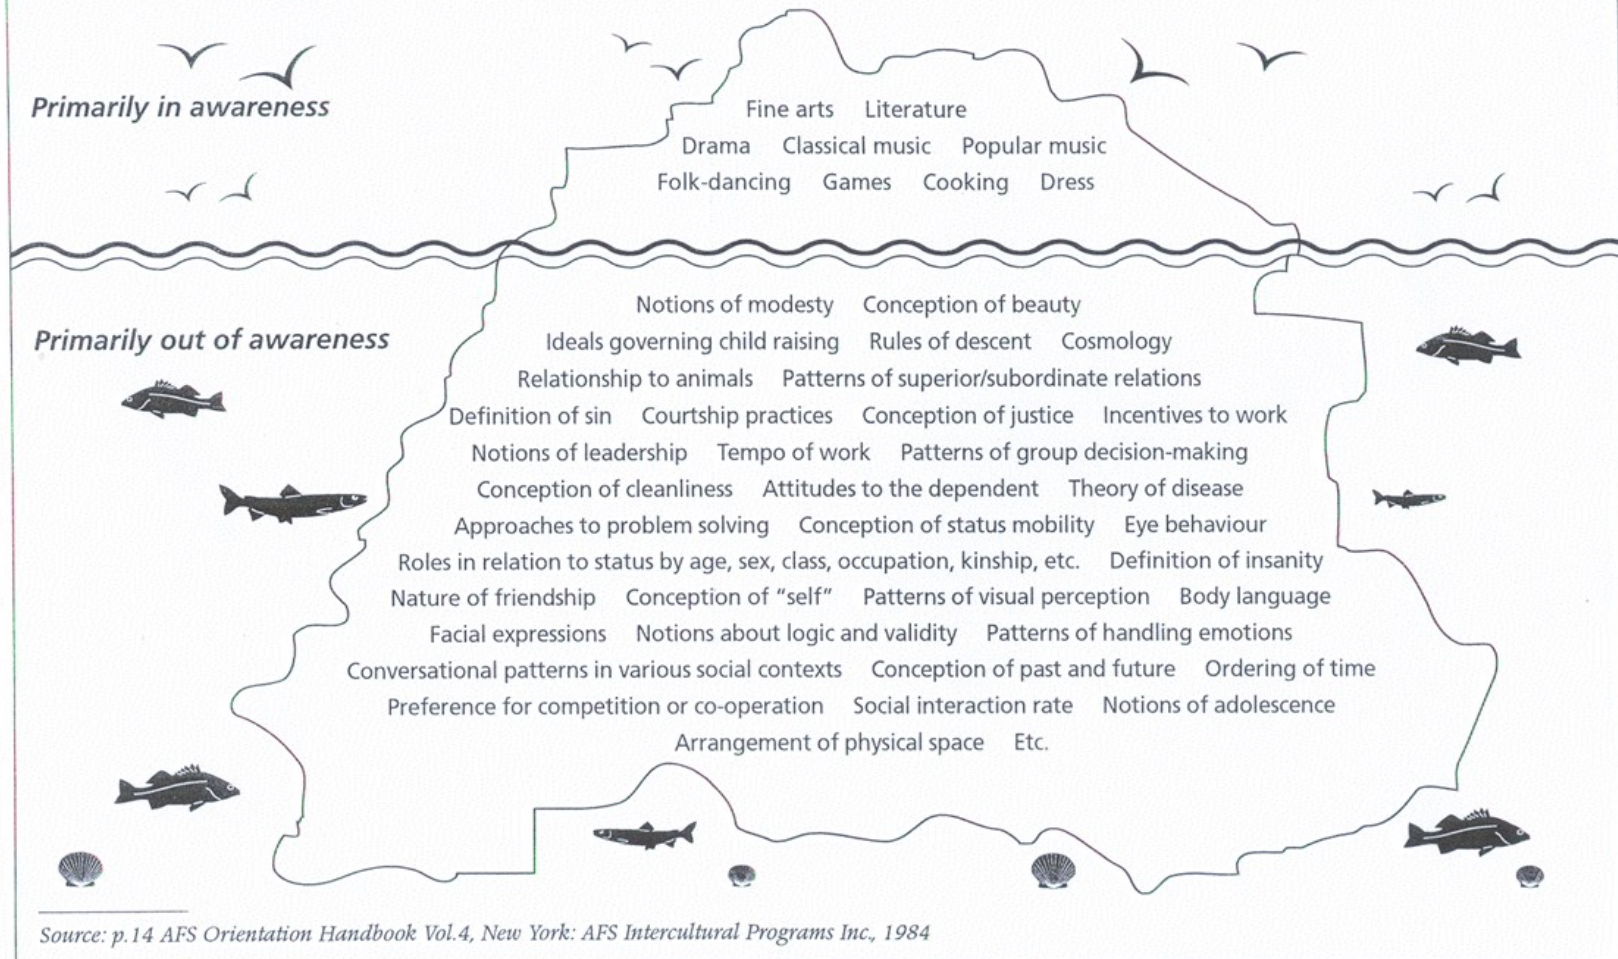 Primarily in awareness
Fine arts Literature
Drama Classical music Popular music
Folk-dancing Games Cooking Dress
Primarily out of awareness
Notions of modesty Conception of beauty
Ideals governing child raising Rules of descent Cosmology
Relationship to animals Patterns of superior/subordinate relations
Definition of sin Courtship practices Conception of justice Incentives to work
Notions of leadership Tempo of work Patterns of group decision-making
Conception of cleanliness Attitudes to the dependent Theory of disease
Approaches to problem solving Conception of status mobility Eye behaviour
Roles in relation to status by age, sex, class, occupation, kinship, etc. Definition of insanity
Nature of friendship Conception of “self” Patterns of visual perception Body language
Facial expressions Notions about logic and validity Patterns of handling emotions
Conversational patterns in various social contexts Conception of past and future Ordering of time
Preference for competition or co-operation Social interaction rate Notions of adolescence
Arrangement of physical space Etc.
Source: p.14 AFS Orientation Handbook Vol.4, New York: AFS Intercultural Programs Inc., 1984